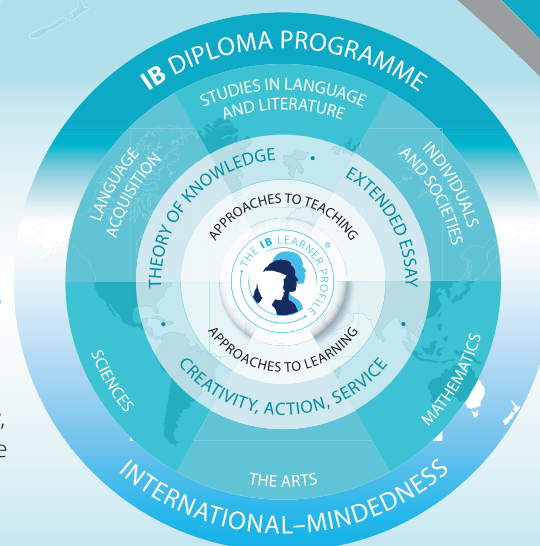 IB DIPLOMA PROGRAMME
STUDIES IN LANGUAGE
AND LITERATURE
LANGUAGE
ACQUISITION
INDIVIDUALS
AND SOCIETIES
THEORY OF KNOWLEDGE
EXTENDED ESSAY
APPROACHES TO TEACHING
THE IB LEARNER PROFILE ®
APPROACHES TO LEARNING
CREATIVITY, ACTION, SERVICE
SCIENCES
MATHEMATICS
THE ARTS
INTERNATIONAL–MINDEDNESS